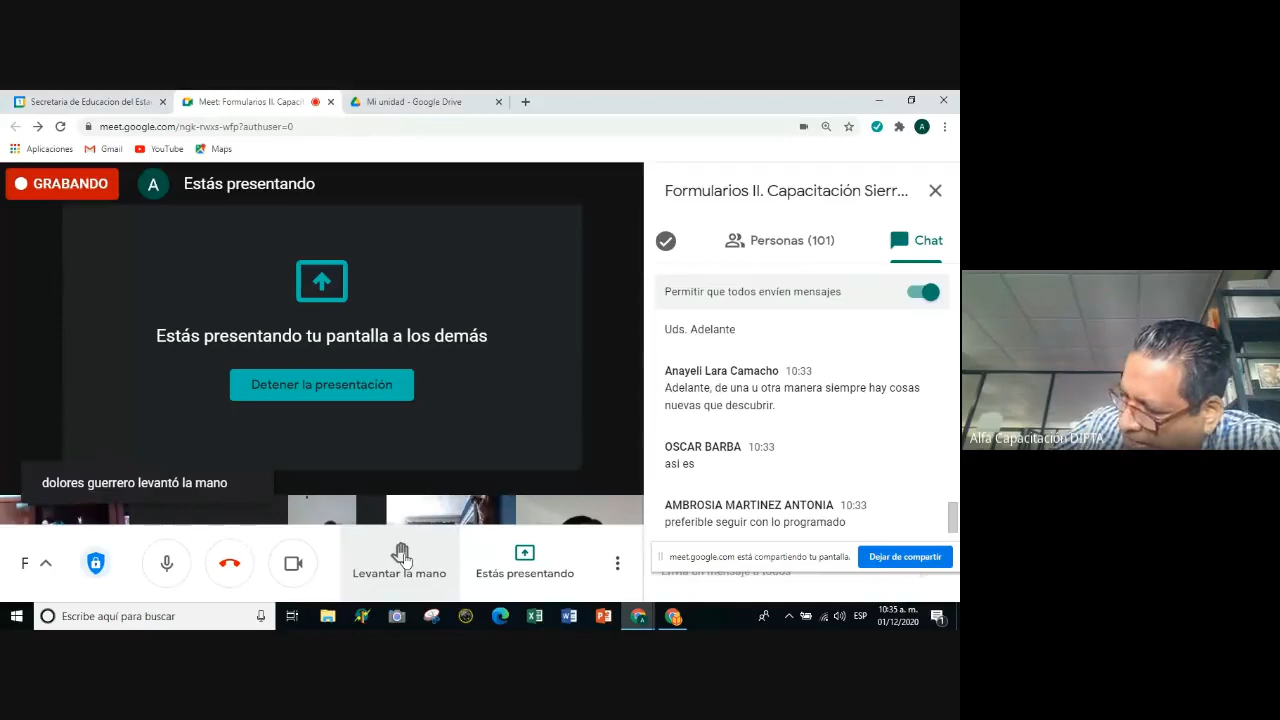 Secretaria de Educacion del Esta
Meet: Formularios II. Capaci
Mi unidad - Google Drive
meet.google.com/ngk-rwxs-wfp?authuser=0
A
Aplicaciones
Gmail
YouTube
Maps
GRABANDO
A
Estás presentando
Estás presentando tu pantalla a los demás
Detener la presentación
dolores guerrero levantó la mano
F
Levantar la mano
Estás presentando
Formularios II. Capacitación Sierr...
Personas (101)
Chat
Permitir que todos envíen mensajes
Uds. Adelante
Anayeli Lara Camacho 10:33
Adelante, de una u otra manera siempre hay cosas
nuevas que descubrir.
OSCAR BARBA 10:33
asi es
AMBROSIA MARTINEZ ANTONIA 10:33
preferible seguir con lo programado
meet.google.com está compartiendo tu pantalla.
Dejar de compartir
Envía un mensaje a todos
Alfa Capacitación DIFTA
Escribe aquí para buscar
ESP
10:35 a. m.
01/12/2020